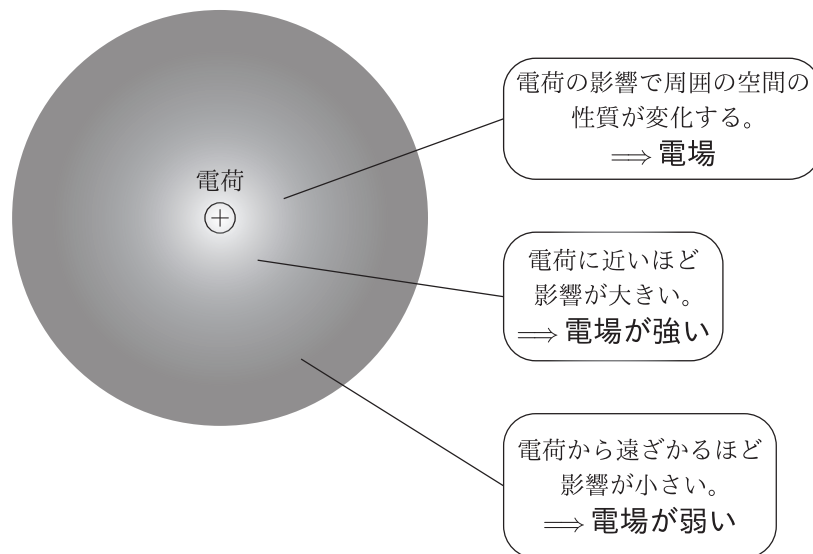 電荷
+
電荷の影響で周囲の空間の
性質が変化する。
⟹ 電場
電荷に近いほど
影響が大きい。
⟹ 電場が強い
電荷から遠ざかるほど
影響が小さい。
⟹ 電場が弱い